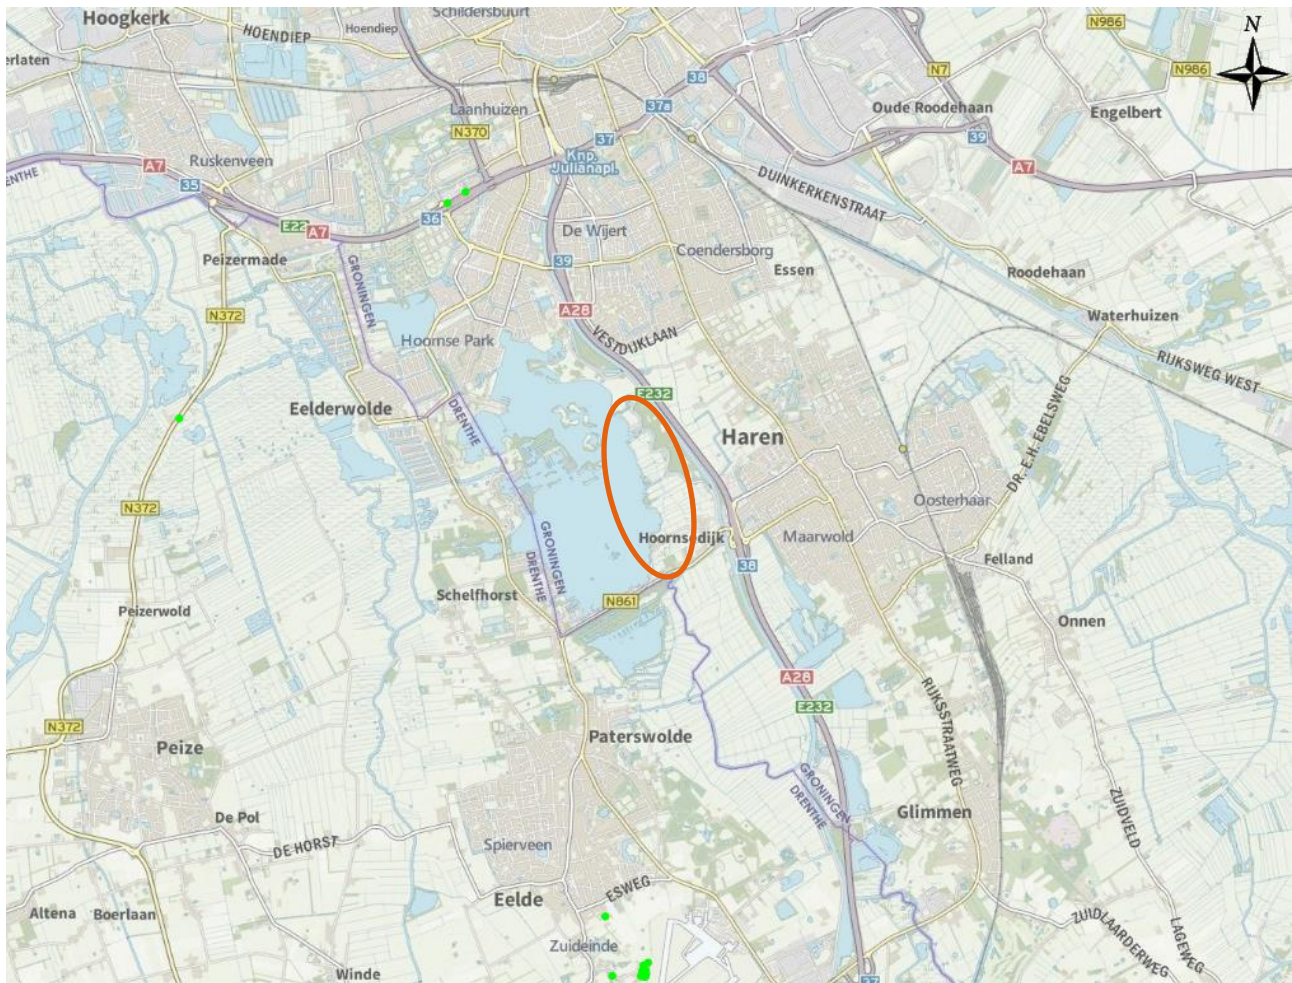 Schildersbuurt
Hoogkerk
HOENDIEP
Hoendiep
N986
N
erlaten
38
N7
N986
37a
Laanhuizen
Oude Roodehaan
Engelbert
N370
37
39
Knp.
Julianapl.
Ruskenveen
A7
A7
ENTHE
35
DUINKERKENSTRAAT
36
E22
A7
De Wijert
Coendersborg
Peizermade
39
Essen
Roodehaan
GRONINGEN
N372
A28
Waterhuizen
VESTDIJKLAAN
Hoornse Park
RIJKSWEG WEST
E232
Eelderwolde
DRENTHE
Haren
DR. E.H. EBELSWEG
N372
Oosterhaar
Hoornsedijk
Maarwold
GRONINGEN
DRENTHE
38
Felland
Schelfhorst
N861
Peizerwold
Onnen
A28
RIJKSSTRAATWEG
E232
N372
Peize
Paterswolde
GRONINGEN
DRENTHE
Glimmen
De Pol
ZUIDVELD
DE HORST
Spierveen
ESWEG
Eelde
Altena
Boerlaan
ZUIDLAARDERWEG
LAGEWEG
Zuideinde
Winde
37